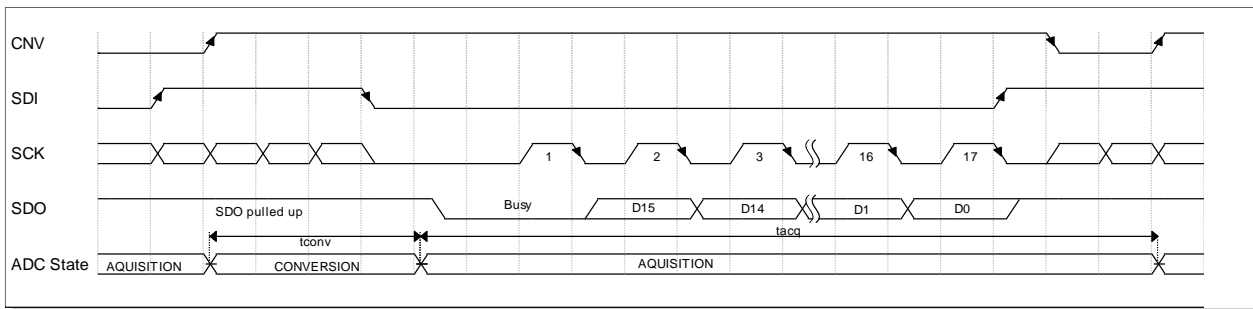 CNV
SDI
SCK
1 2 3 16 17
SDO
SDO pulled up
Busy
D15 D14 D1 D0
tconv
tacq
ADC State
AQUISITION
CONVERSION
AQUISITION